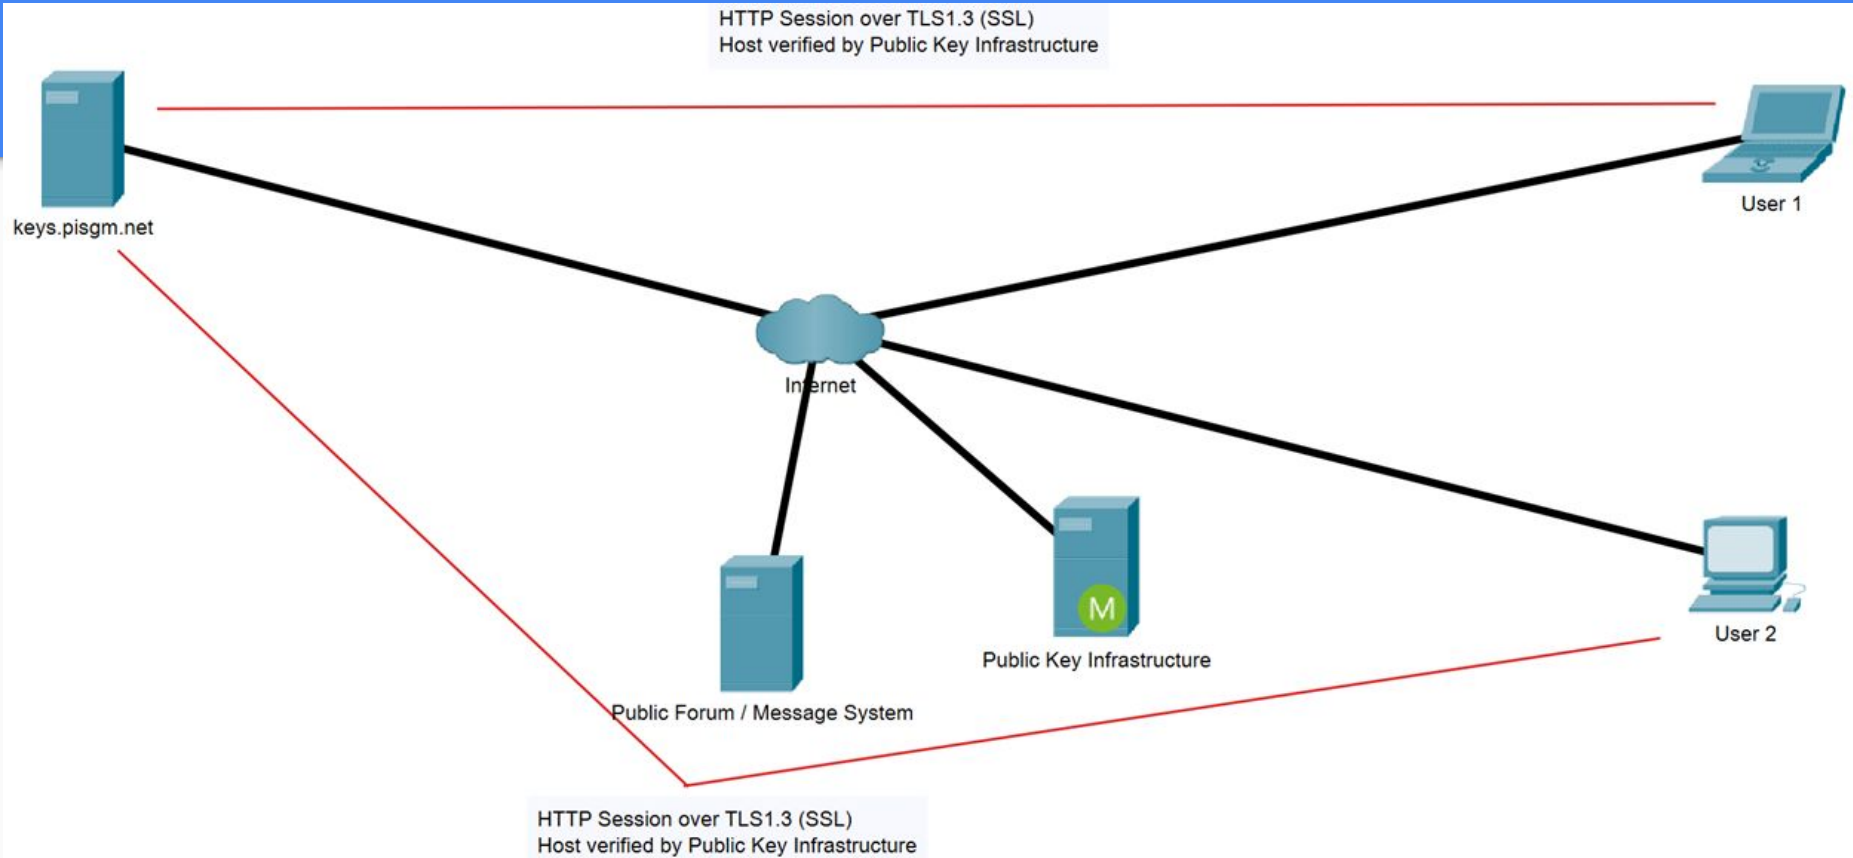 HTTP Session over TLS1.3 (SSL)
Host verified by Public Key Infrastructure
keys.pisgm.net
User 1
Internet
M
User 2
Public Key Infrastructure
Public Forum / Message System
HTTP Session over TLS1.3 (SSL)
Host verified by Public Key Infrastructure